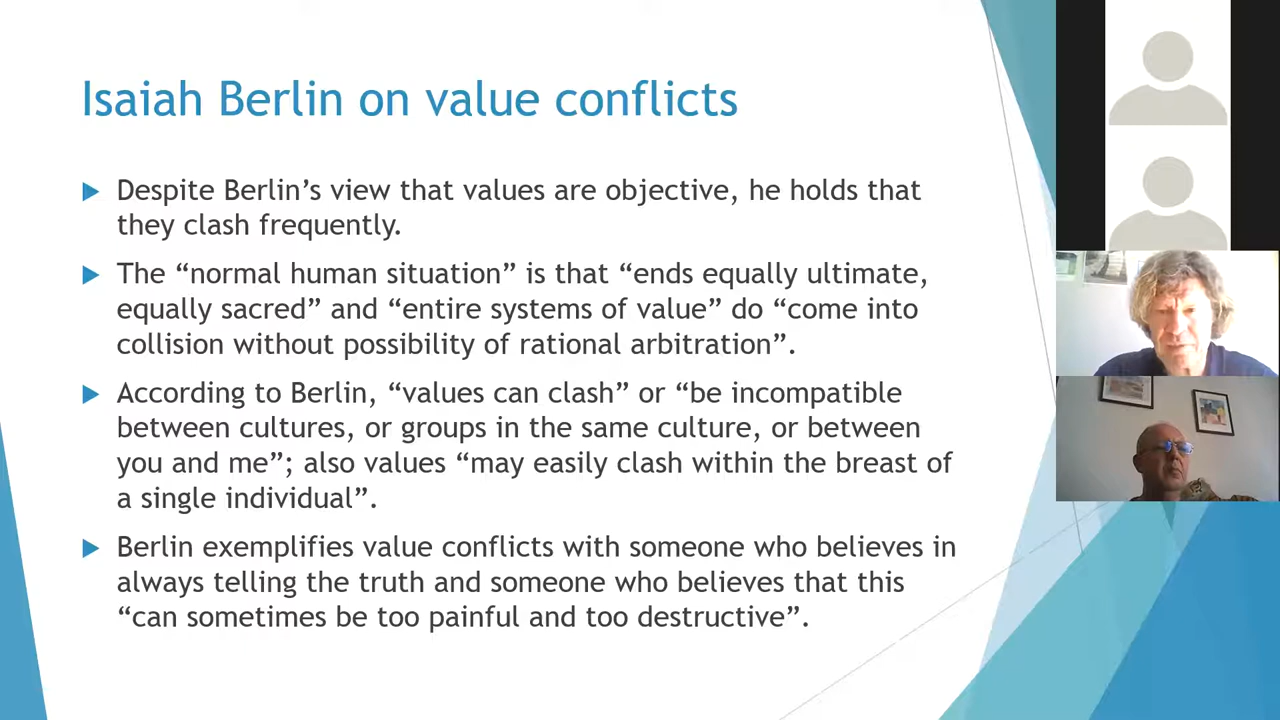 Isaiah Berlin on value conflicts
Despite Berlin’s view that values are objective, he holds that
they clash frequently.
The “normal human situation” is that “ends equally ultimate,
equally sacred” and “entire systems of value” do “come into
collision without possibility of rational arbitration”.
According to Berlin, “values can clash” or “be incompatible
between cultures, or groups in the same culture, or between
you and me”; also values “may easily clash within the breast of
a single individual”.
Berlin exemplifies value conflicts with someone who believes in
always telling the truth and someone who believes that this
“can sometimes be too painful and too destructive”.